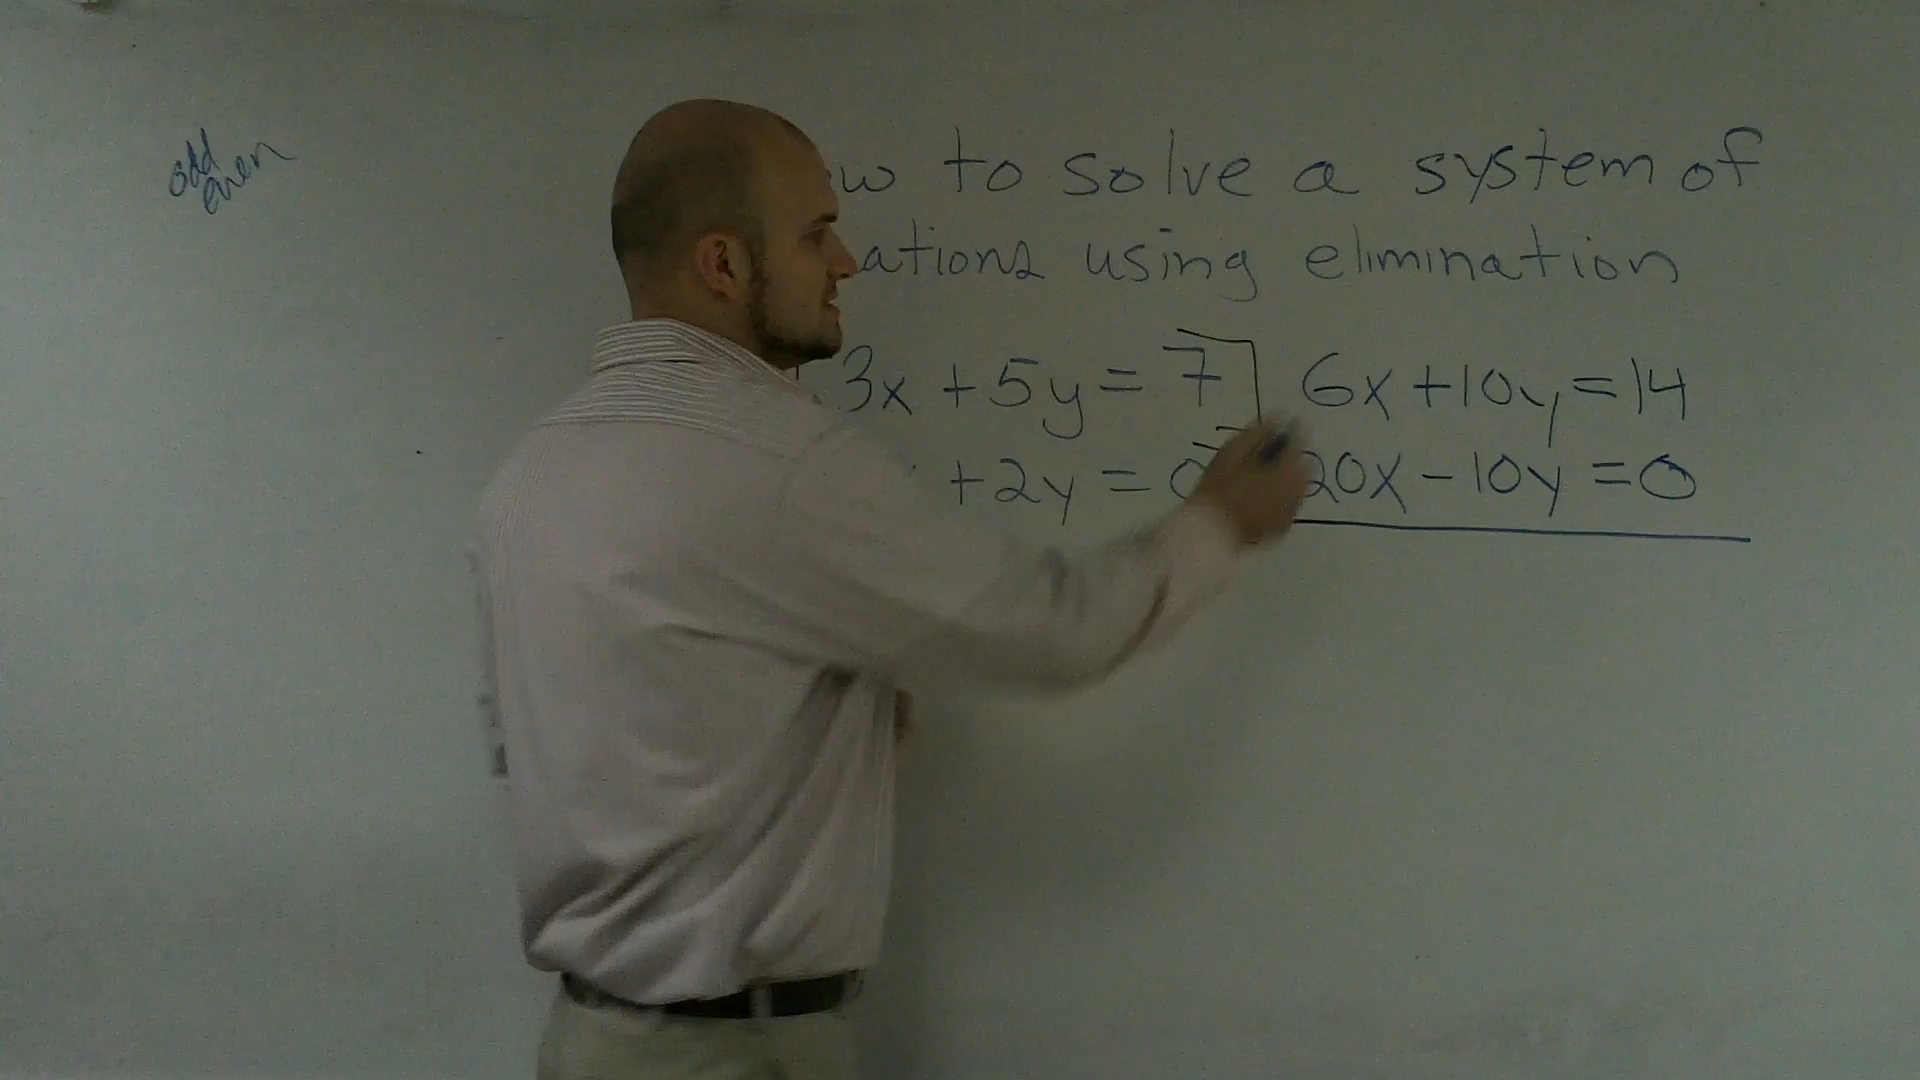 odd
even
to solve a system of
using elimination
3x + 5y = 7 6x + 10y = 14
+ 2y = 0 20x - 10y = 0